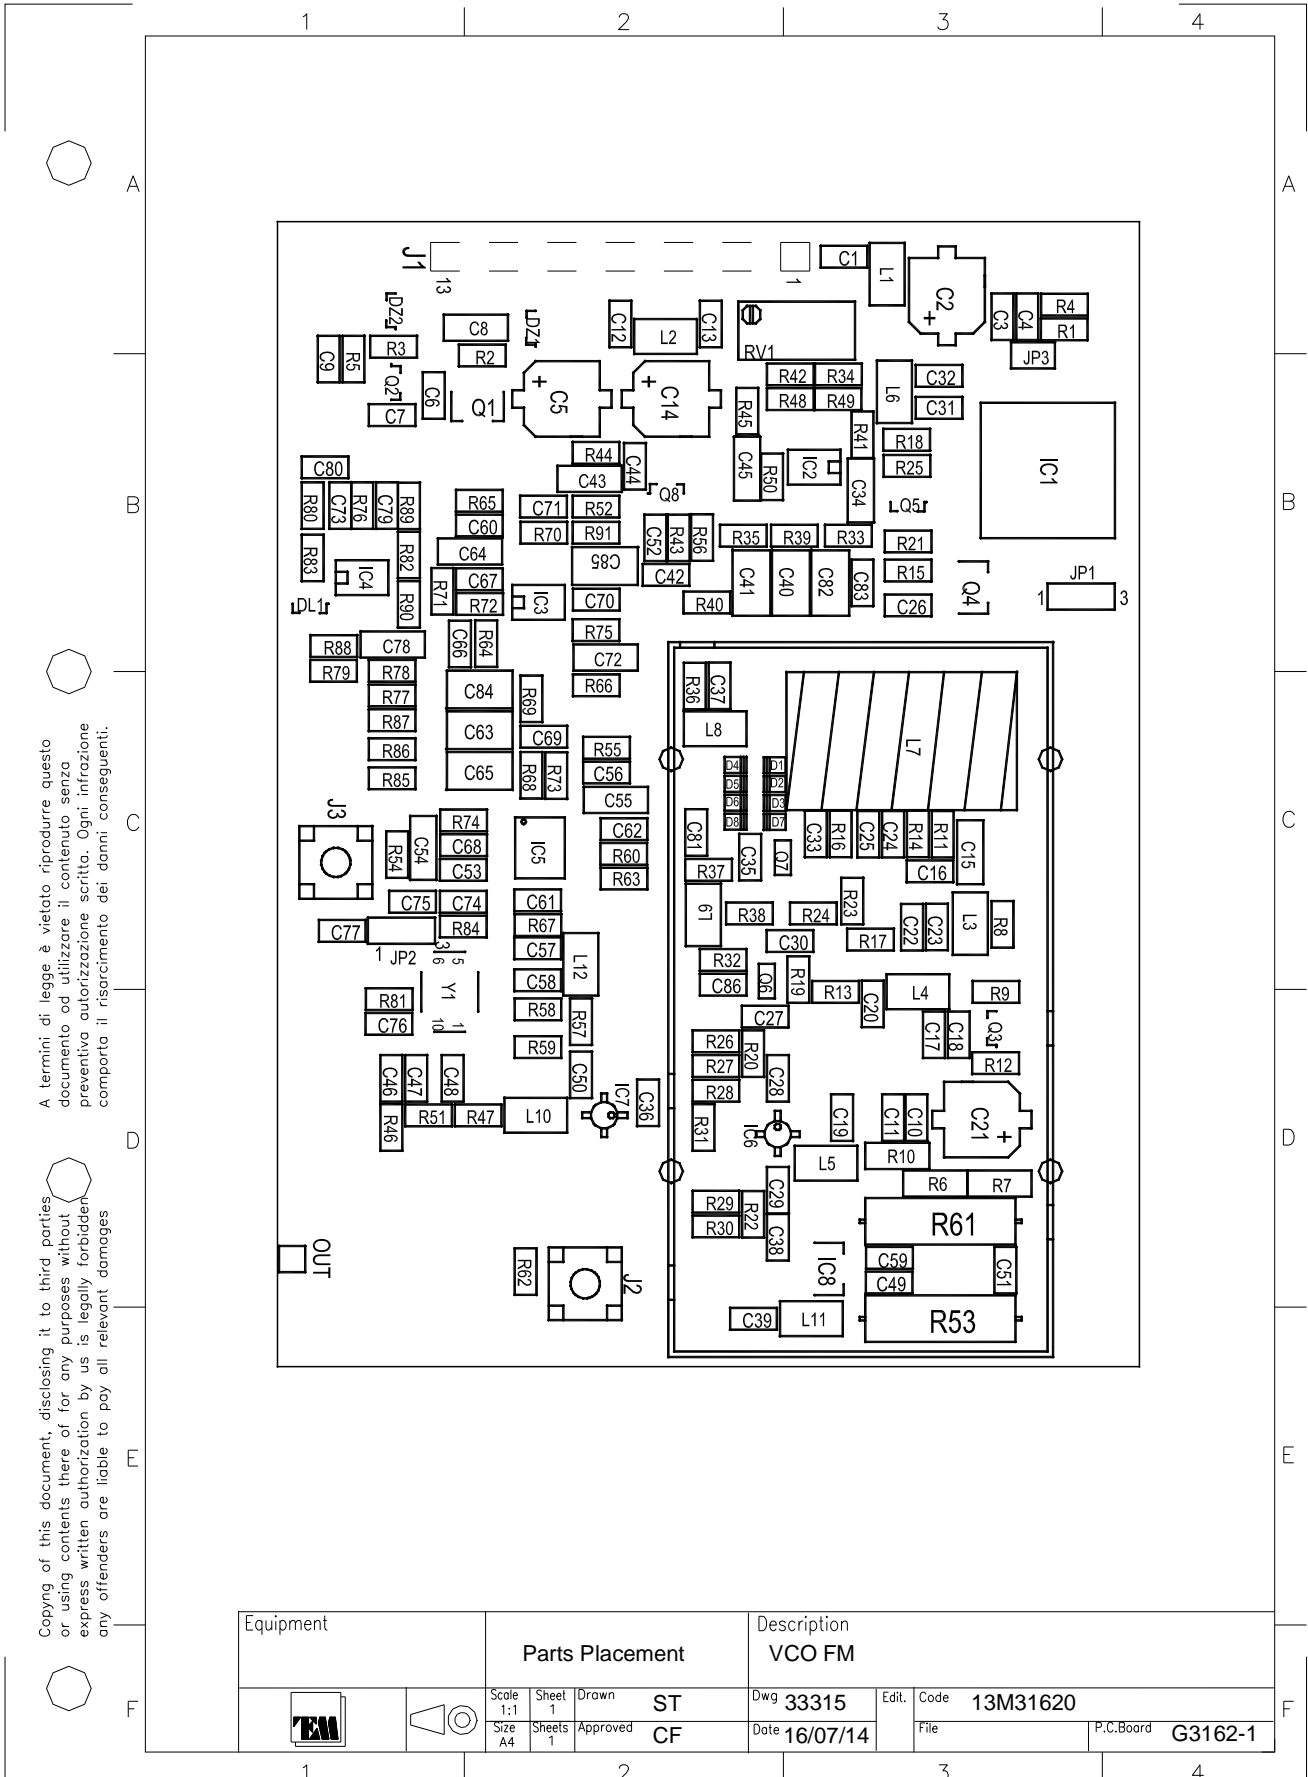 1 2 3 4
A A
J1 13 1 C1 L1 C2 + C3 C4 R4 R1 JP3
DZ2 DZ1 C8 R2 C12 L2 C13 RV1
C9 R5 R3 Q2 C7 C6 Q1 + C5 + C14 R45 R42 R34 R48 R49 L6 C32 C31
R44 C44 C43 Q8 C45 R50 IC2 R41 C34 R18 R25 Q5 IC1
B B
C80 R80 C73 R76 C79 R89 R65 C60 C71 R52 R70 R91 C52 R43 R56 R35 R39 R33 R21
R83 IC4 R82 R90 C64 R71 C67 R72 IC3 C85 C42 C70 R40 C41 C40 C82 C83 R15 C26 Q4 JP1 1 3
DL1 R88 C78 R79 R78 C66 R64 R75 C72 R66
R77 R87 R86 R85 C84 C63 C65 R69 C69 R68 R73 R55 C56 C55 R36 C37 L8 L7
D4 D5 D6 D8 D1 D2 D3 D7
C C
J3 R54 C54 R74 C68 C53 IC5 C62 R60 R63 C81 R37 C35 Q7 C33 R16 C25 C24 R14 R11 C16 C15
C77 C75 C74 R84 1 JP2 3 C61 R67 C57 C58 L12 L9 R38 R24 R23 C30 R17 C22 C23 L3 R8
R81 C76 6 5 Y1 10 1 R58 R57 R59 R32 C86 Q6 R19 R13 C20 L4 R9
C27 R26 R27 R28 R20 C28 C17 C18 Q3 R12
D D
C46 C47 C48 R46 R51 R47 L10 C50 IC7 C36 R31 IC6 C19 L5 C11 C10 R10 C21 +
R6 R7 R29 R30 R22 C29 C38 R61
OUT R62 J2 IC8 C59 C49 C51
C39 L11 R53
E E
A termini di legge è vietato riprodurre questo
documento od utilizzare il contenuto senza
preventiva autorizzazione scritta. Ogni infrazione
comporta il risarcimento dei danni conseguenti.
Copyng of this document, disclosing it to third parties
or using contents there of for any purposes without
express written authorization by us is legally forbidden
any offenders are liable to pay all relevant damages
Equipment Parts Placement Description VCO FM
F F
TEM Scale 1:1 Sheet 1 Drawn ST Dwg 33315 Edit. Code 13M31620
Size A4 Sheets 1 Approved CF Date 16/07/14 File P.C.Board G3162-1
1 2 3 4